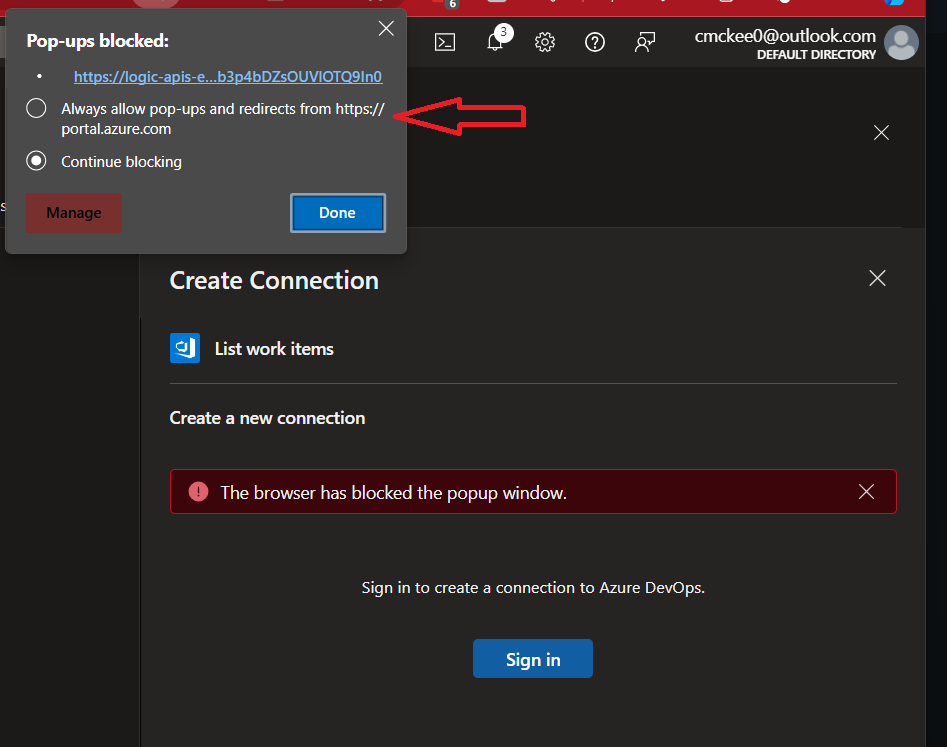 6
Pop-ups blocked:
https://logic-apis-e...b3p4bDZsOUVIOTQ9In0
Always allow pop-ups and redirects from https://
portal.azure.com
Continue blocking
Manage
Done
3
cmckee0@outlook.com
DEFAULT DIRECTORY
s
Create Connection
List work items
Create a new connection
The browser has blocked the popup window.
Sign in to create a connection to Azure DevOps.
Sign in